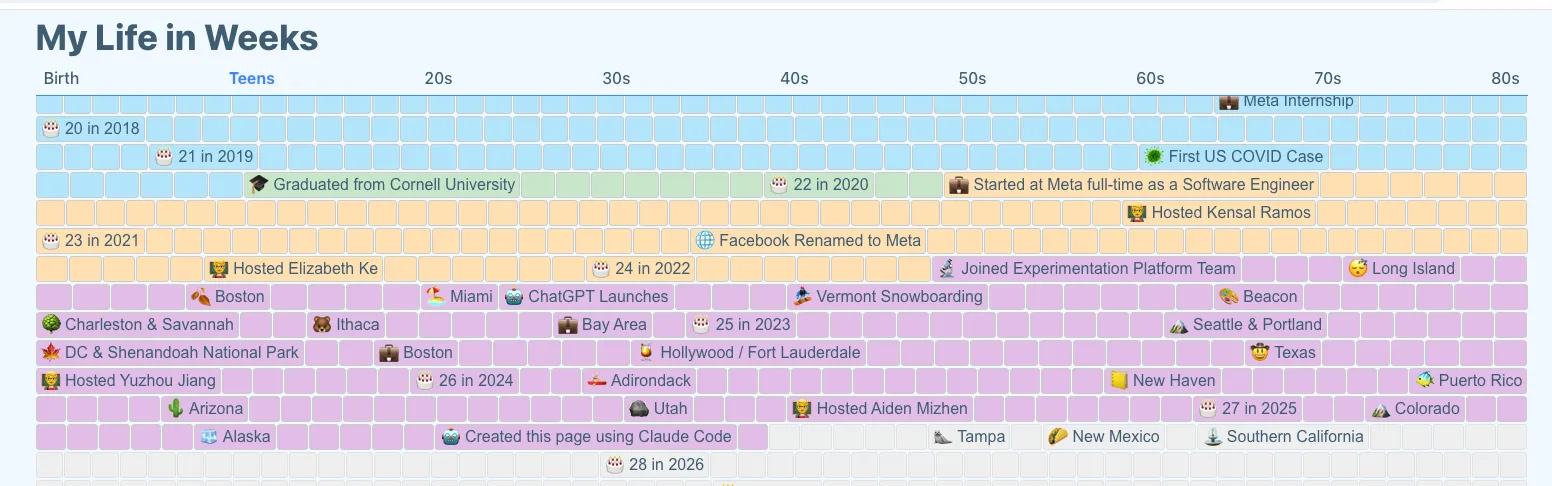 My Life in Weeks
Birth Teens 20s 30s 40s 50s 60s 70s 80s
Meta Internship
20 in 2018
21 in 2019 First US COVID Case
Graduated from Cornell University 22 in 2020 Started at Meta full-time as a Software Engineer
Hosted Kensal Ramos
23 in 2021 Facebook Renamed to Meta
Hosted Elizabeth Ke 24 in 2022 Joined Experimentation Platform Team Long Island
Boston Miami ChatGPT Launches Vermont Snowboarding Beacon
Charleston & Savannah Ithaca Bay Area 25 in 2023 Seattle & Portland
DC & Shenandoah National Park Boston Hollywood / Fort Lauderdale Texas
Hosted Yuzhou Jiang 26 in 2024 Adirondack New Haven Puerto Rico
Arizona Utah Hosted Aiden Mizhen 27 in 2025 Colorado
Alaska Created this page using Claude Code Tampa New Mexico Southern California
28 in 2026